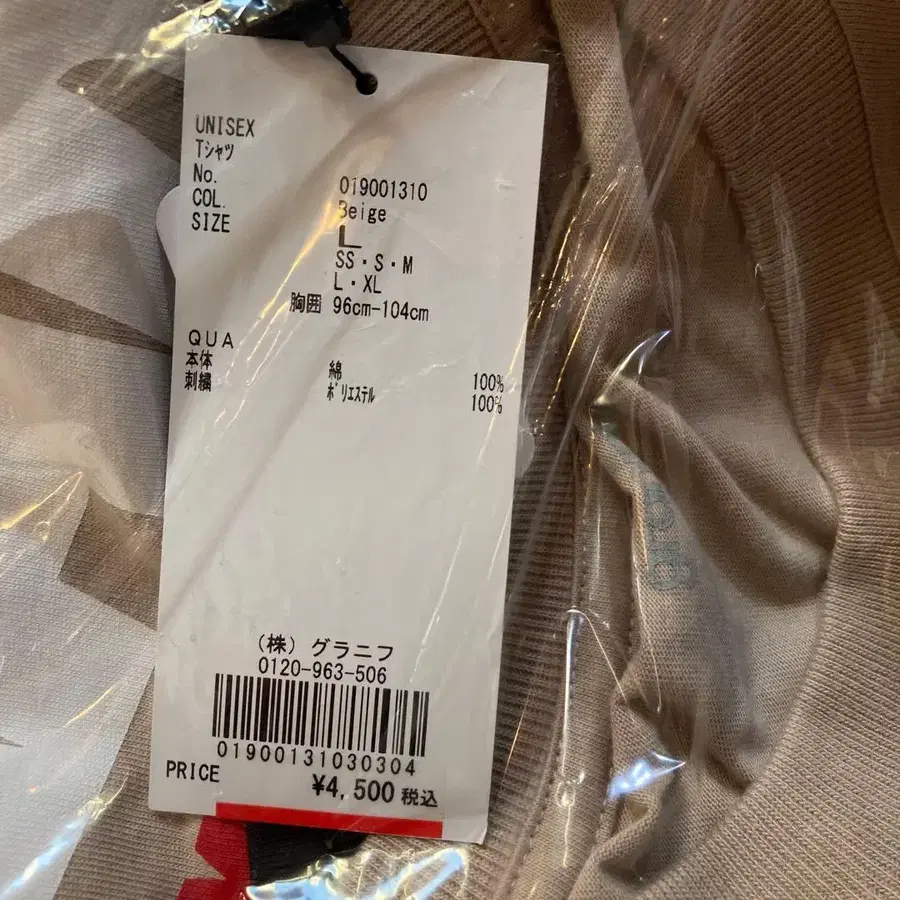 UNISEX
Tシャツ
No. 019001310
COL. Beige
SIZE L
SS・S・M
L・XL
胸囲 96cm-104cm
QUA
本体 綿 100%
刺繍 ポリエステル 100%
(株) グラニフ
0120-963-506
01900131030304
PRICE ¥4,500 税込